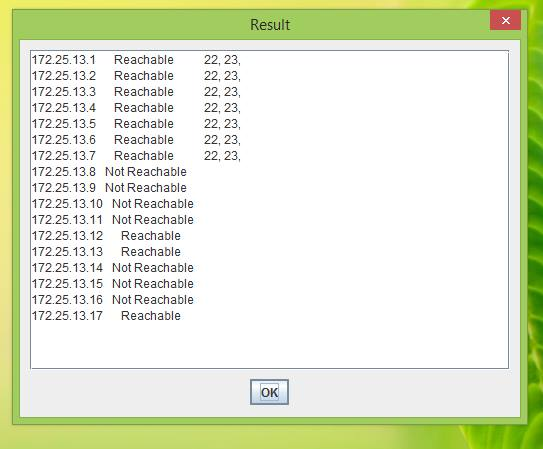 Result
172.25.13.1 Reachable 22, 23,
172.25.13.2 Reachable 22, 23,
172.25.13.3 Reachable 22, 23,
172.25.13.4 Reachable 22, 23,
172.25.13.5 Reachable 22, 23,
172.25.13.6 Reachable 22, 23,
172.25.13.7 Reachable 22, 23,
172.25.13.8 Not Reachable
172.25.13.9 Not Reachable
172.25.13.10 Not Reachable
172.25.13.11 Not Reachable
172.25.13.12 Reachable
172.25.13.13 Reachable
172.25.13.14 Not Reachable
172.25.13.15 Not Reachable
172.25.13.16 Not Reachable
172.25.13.17 Reachable
OK